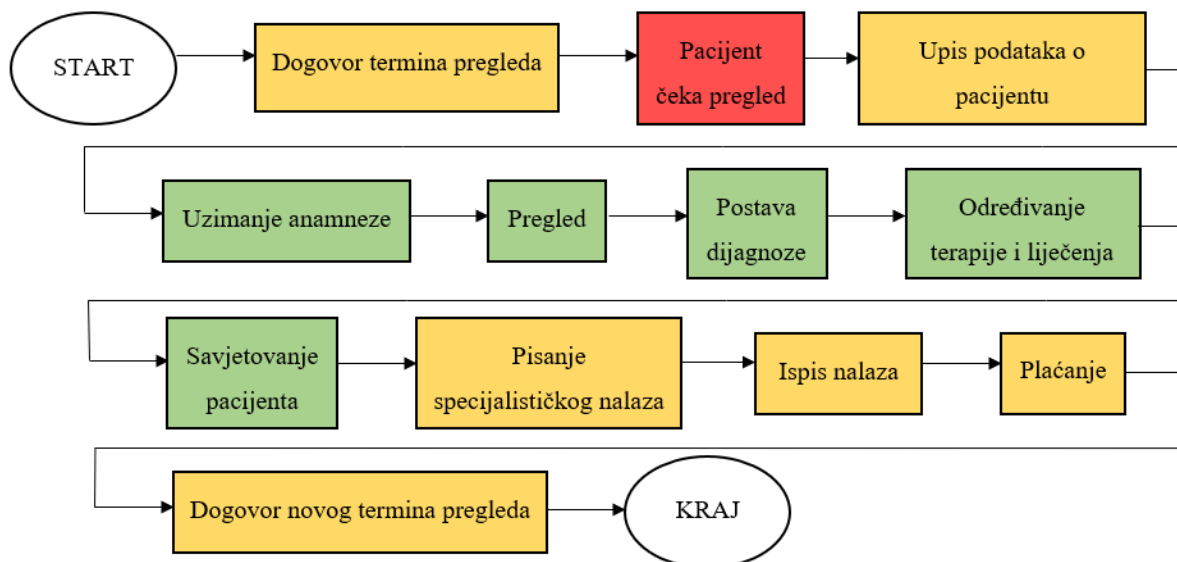 START
Dogovor termina pregleda
Pacijent
čeka pregled
Upis podataka o
pacijentu
Uzimanje anamneze
Pregled
Postava
dijagnoze
Određivanje
terapije i liječenja
Savjetovanje
pacijenta
Pisanje
specijalističkog nalaza
Ispis nalaza
Plaćanje
Dogovor novog termina pregleda
KRAJ